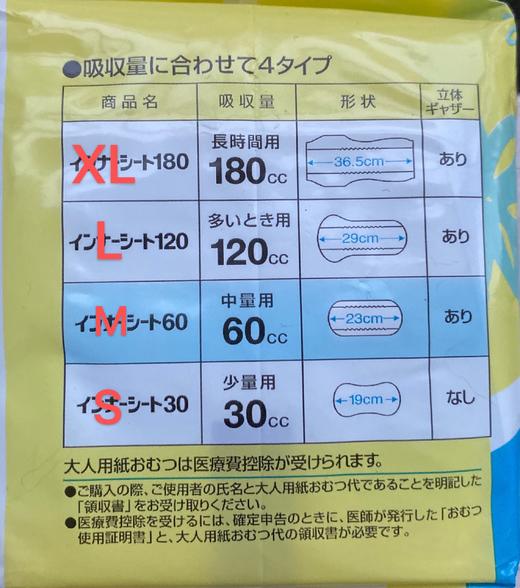 ●吸収量に合わせて4タイプ
商品名 吸収量 形状 立体ギャザー
インナーシート180 XL 長時間用 180cc 36.5cm あり
インナーシート120 L 多いとき用 120cc 29cm あり
インナーシート60 M 中量用 60cc 23cm あり
インナーシート30 S 少量用 30cc 19cm なし
大人用紙おむつは医療費控除が受けられます。
●ご購入の際、ご使用者の氏名と大人用紙おむつ代であることを明記した
「領収書」をお受け取りください。
●医療費控除を受けるには、確定申告のときに、医師が発行した「おむつ
使用証明書」と、大人用紙おむつ代の領収書が必要です。